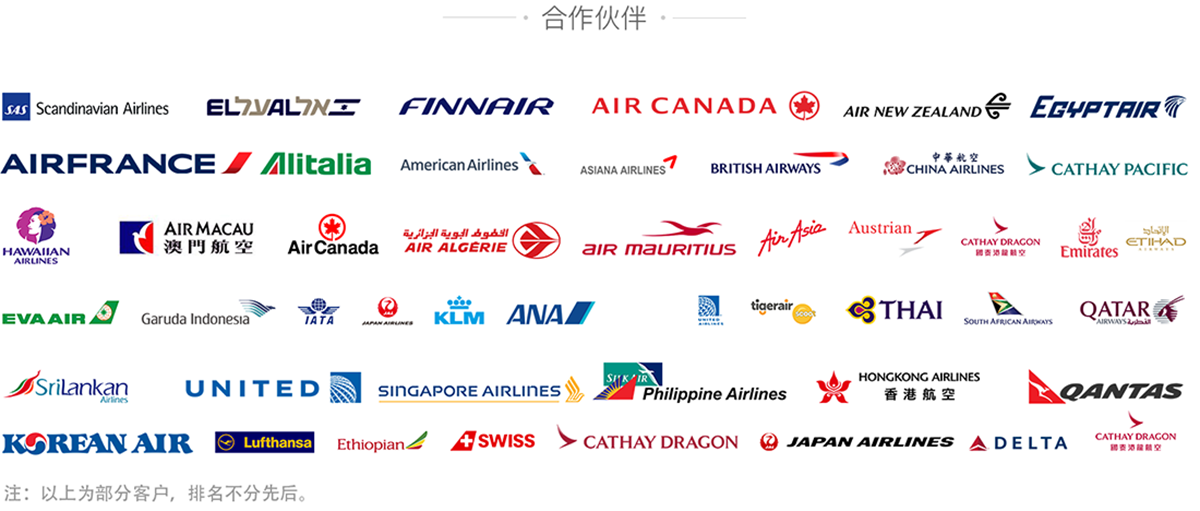 合作伙伴
SAS Scandinavian Airlines ELעלALאל FINNAIR AIR CANADA AIR NEW ZEALAND EGYPTAIR
AIRFRANCE Alitalia American Airlines ASIANA AIRLINES BRITISH AIRWAYS 中華航空 CHINA AIRLINES CATHAY PACIFIC
HAWAIIAN AIRLINES AIR MACAU 澳門航空 Air Canada الخطوط الجوية الجزائرية AIR ALGÉRIE AIR MAURITIUS Air Asia Austrian CATHAY DRAGON 國泰港龍航空 Emirates الإتحاد ETIHAD AIRWAYS
EVA AIR Garuda Indonesia IATA JAPAN AIRLINES KLM ANA UNITED AIRLINES tigerair scoot THAI SOUTH AFRICAN AIRWAYS QATAR AIRWAYS القطرية
SriLankan Airlines UNITED SINGAPORE AIRLINES SILKAIR Philippine Airlines HONGKONG AIRLINES 香港航空 QANTAS
KOREAN AIR Lufthansa Ethiopian SWISS CATHAY DRAGON JAPAN AIRLINES DELTA CATHAY DRAGON 國泰港龍航空
注：以上为部分客户，排名不分先后。